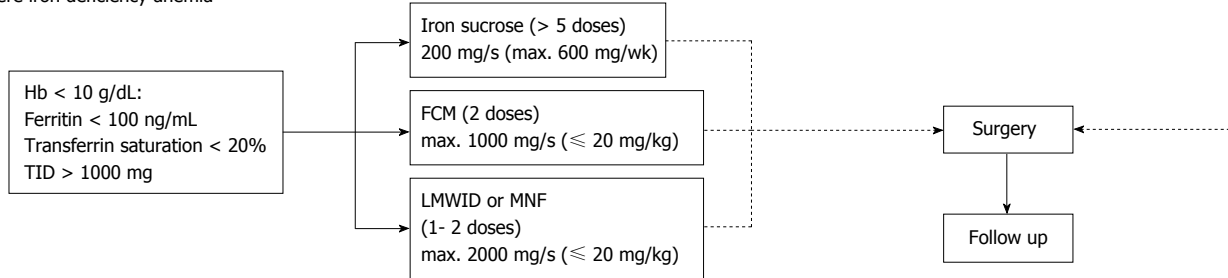 iron deficiency anemia
Hb < 10 g/dL:
Ferritin < 100 ng/mL
Transferrin saturation < 20%
TID > 1000 mg
Iron sucrose (> 5 doses)
200 mg/s (max. 600 mg/wk)
FCM (2 doses)
max. 1000 mg/s (≤ 20 mg/kg)
LMWID or MNF
(1- 2 doses)
max. 2000 mg/s (≤ 20 mg/kg)
Surgery
Follow up